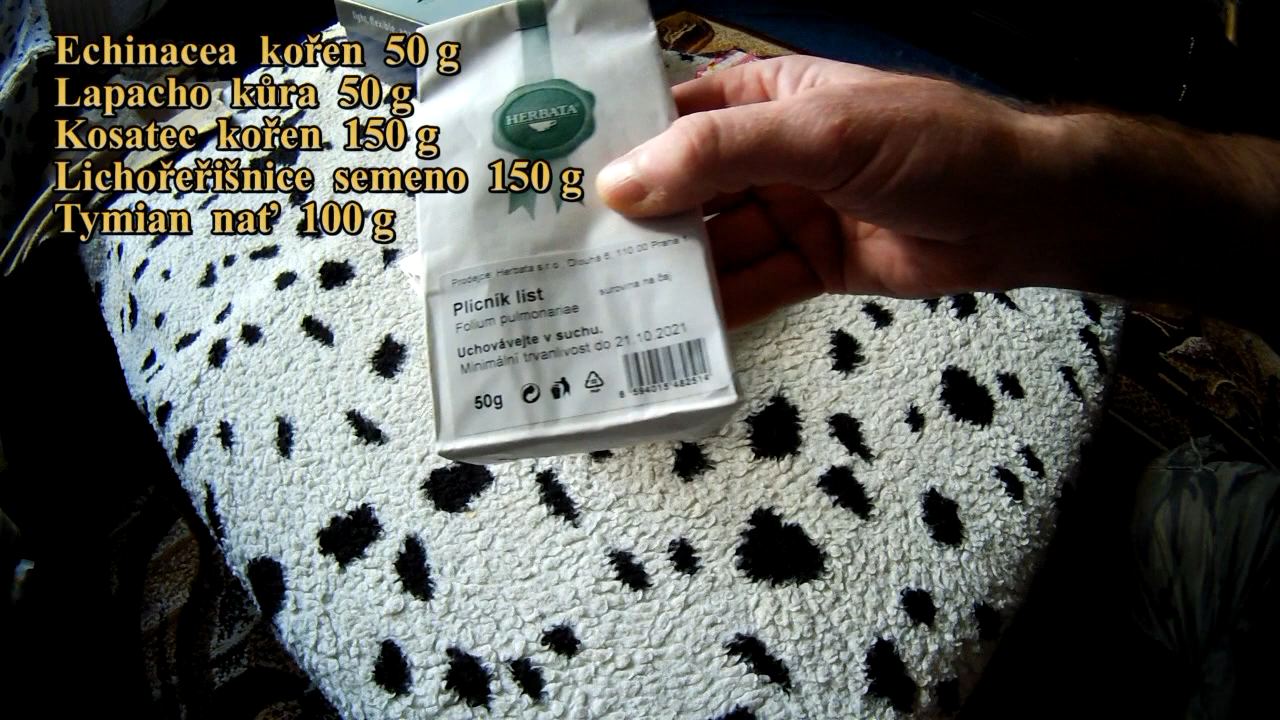 Echinacea kořen 50 g
Lapacho kůra 50 g
Kosatec kořen 150 g
Lichořeřišnice semeno 150 g
Tymian nať 100 g
light, flexible,
HERBATA
Prodejce: Herbata s.r.o., Dlouhá 6, 110 00 Praha 1
Plicník list
surovina na čaj
Folium pulmonariae
Uchovávejte v suchu.
Minimální trvanlivost do 21.10.2021
50g
8 594015 482514